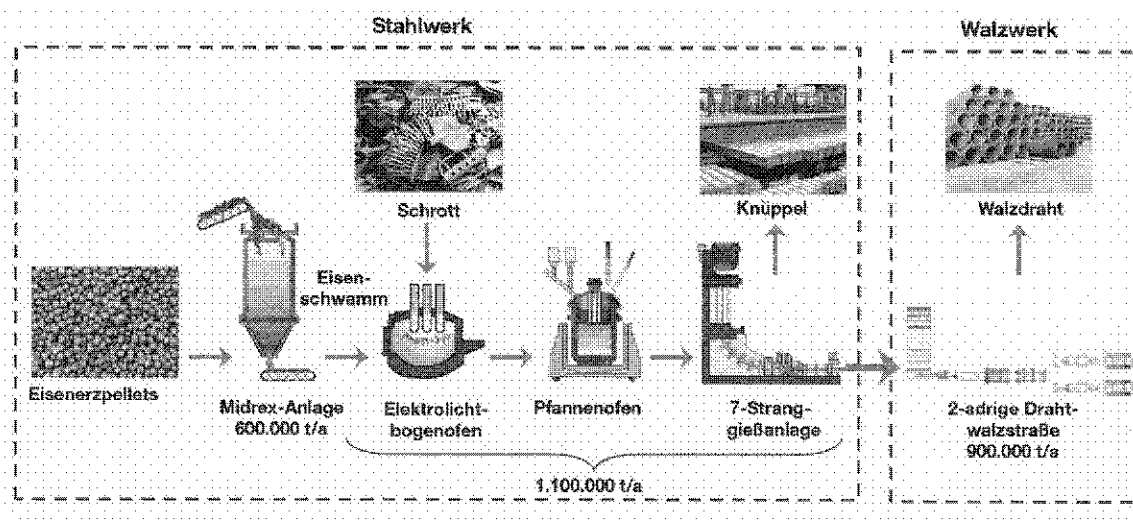 Stahlwerk
Walzwerk
Schrott
Knüppel
Walzdraht
Eisen-
schwamm
Eisenerzpellets
Midrex-Anlage
600.000 t/a
Elektrolicht-
bogenofen
Pfannenofen
7-Strang-
gießanlage
2-adrige Draht-
walzstraße
900.000 t/a
1.100.000 t/a